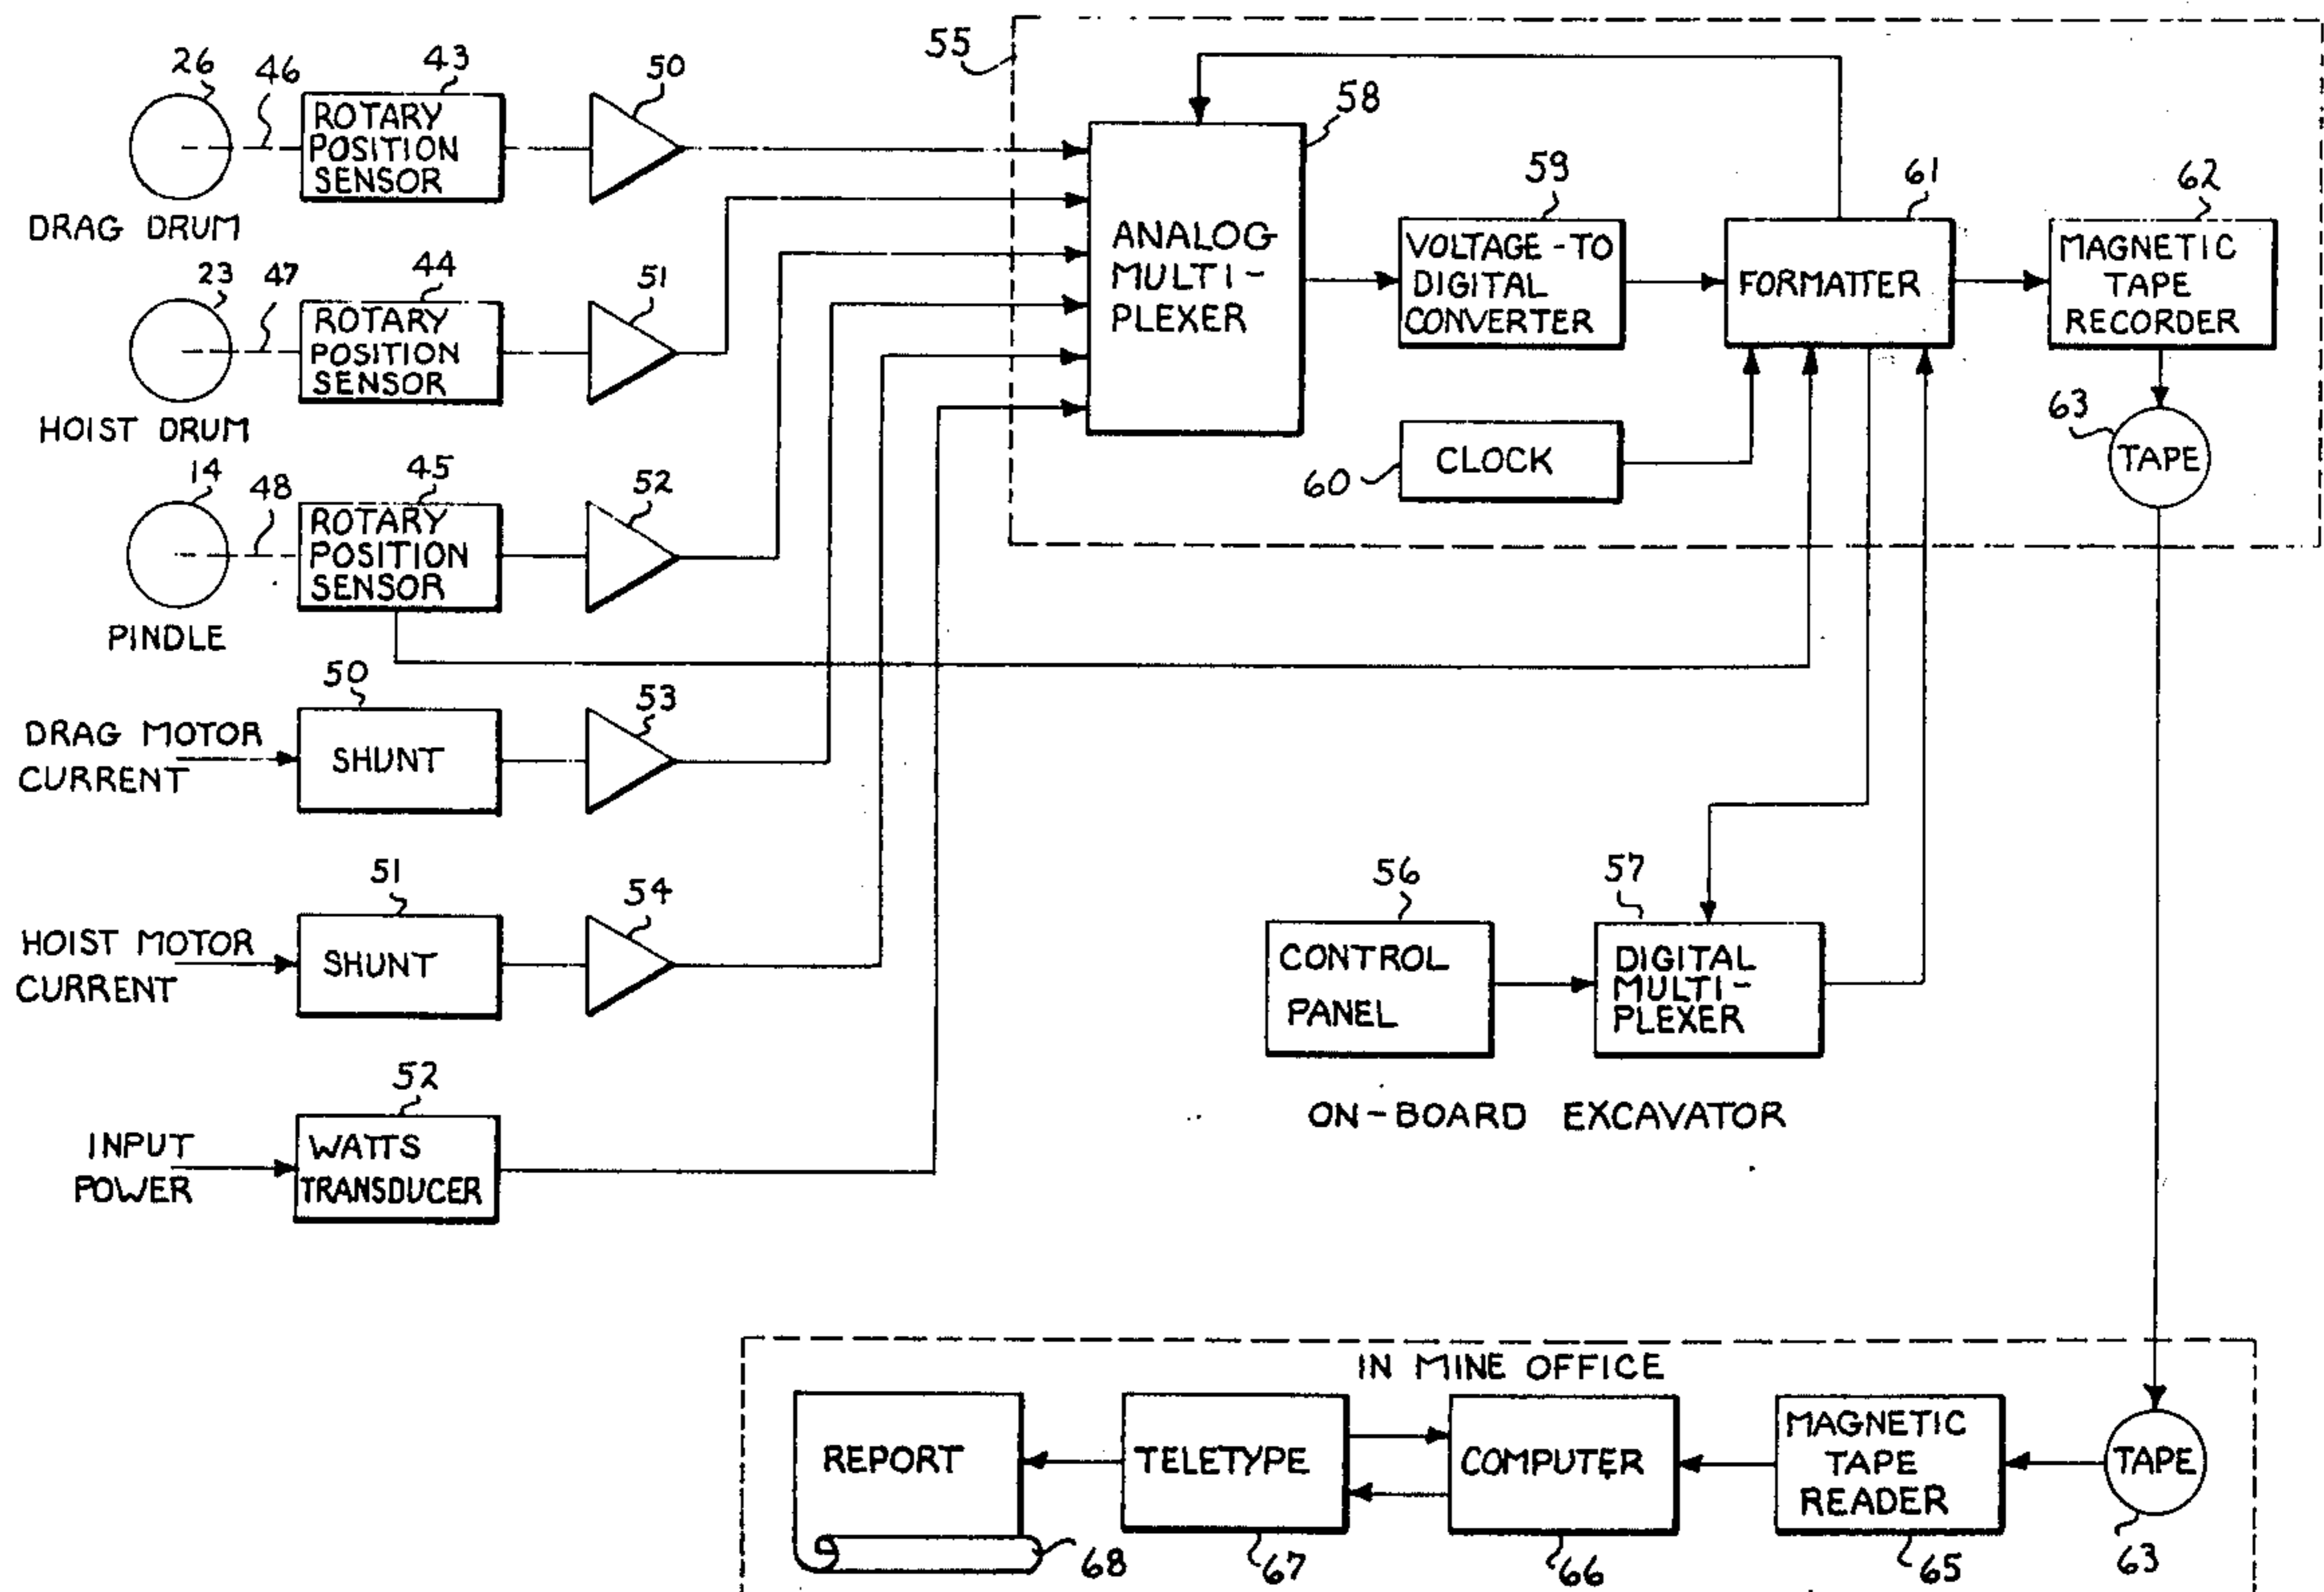 26
46
43
50
ROTARY
POSITION
SENSOR
DRAG DRUM
23
47
44
51
ROTARY
POSITION
SENSOR
HOIST DRUM
14
48
45
52
ROTARY
POSITION
SENSOR
PINDLE
50
53
DRAG MOTOR
CURRENT
SHUNT
51
54
HOIST MOTOR
CURRENT
SHUNT
52
INPUT
POWER
WATTS
TRANSDUCER
55
58
ANALOG
MULTI-
PLEXER
59
VOLTAGE-TO
DIGITAL
CONVERTER
61
FORMATTER
62
MAGNETIC
TAPE
RECORDER
60
CLOCK
63
TAPE
56
CONTROL
PANEL
57
DIGITAL
MULTI-
PLEXER
ON-BOARD EXCAVATOR
IN MINE OFFICE
REPORT
68
TELETYPE
67
COMPUTER
66
MAGNETIC
TAPE
READER
65
TAPE
63